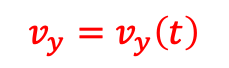 $v_y = v_y(t)$